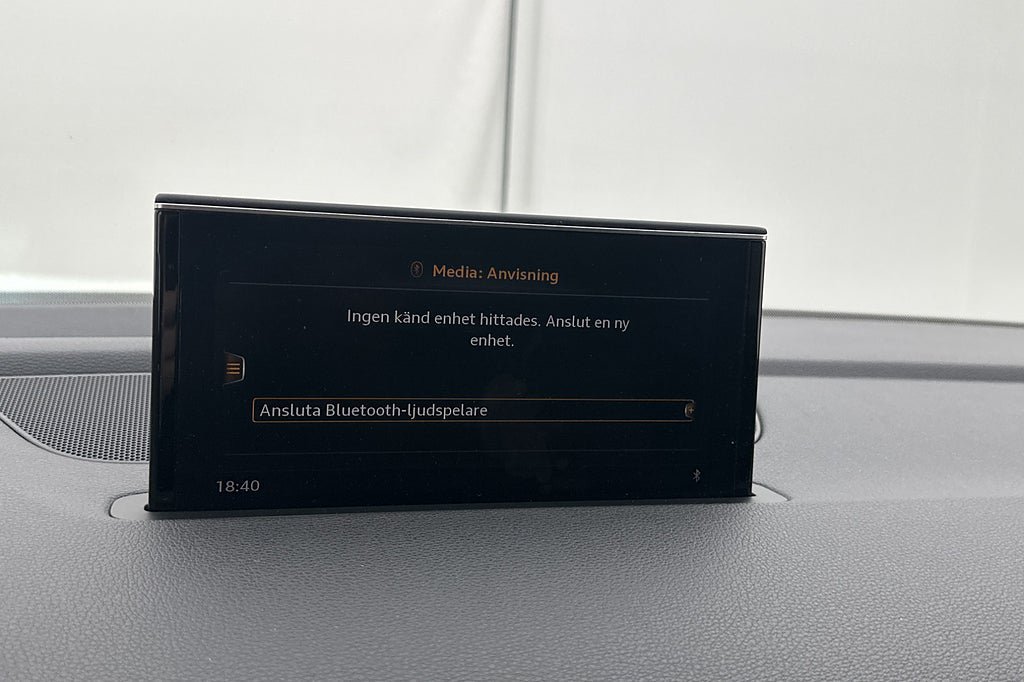 Media: Anvisning
Ingen känd enhet hittades. Anslut en ny
enhet.
Ansluta Bluetooth-ljudspelare
18:40